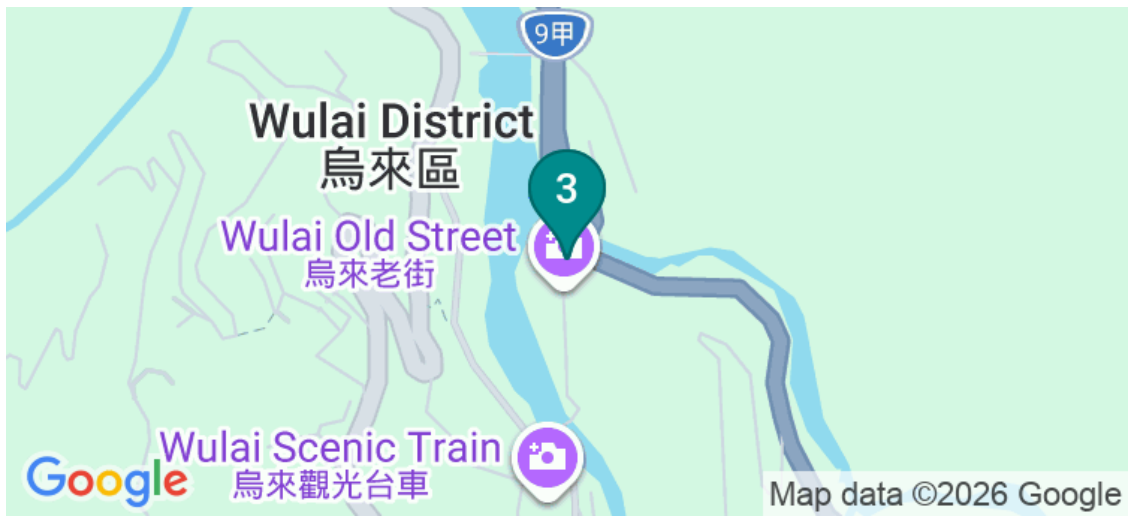 9甲
Wulai District
烏來區
3
Wulai Old Street
烏來老街
Wulai Scenic Train
烏來觀光台車
Google
Map data ©2026 Google